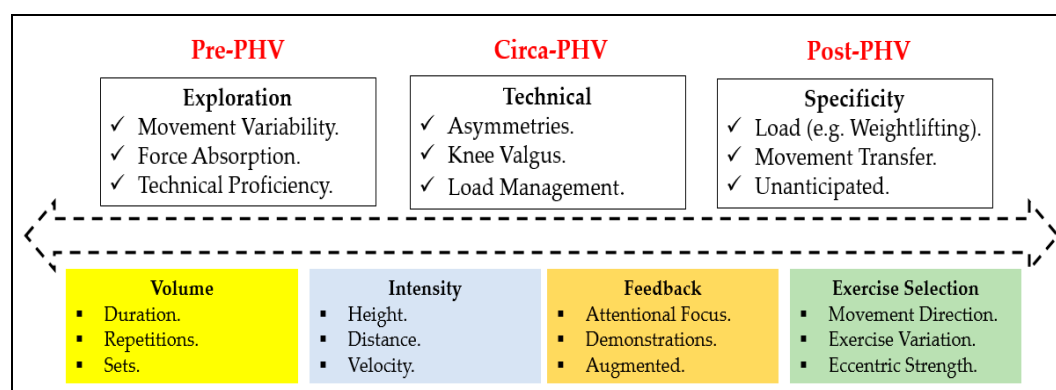 Pre-PHV
Circa-PHV
Post-PHV
Exploration
✓ Movement Variability.
✓ Force Absorption.
✓ Technical Proficiency.
Technical
✓ Asymmetries.
✓ Knee Valgus.
✓ Load Management.
Specificity
✓ Load (e.g. Weightlifting).
✓ Movement Transfer.
✓ Unanticipated.
Volume
▪ Duration.
▪ Repetitions.
▪ Sets.
Intensity
▪ Height.
▪ Distance.
▪ Velocity.
Feedback
▪ Attentional Focus.
▪ Demonstrations.
▪ Augmented.
Exercise Selection
▪ Movement Direction.
▪ Exercise Variation.
▪ Eccentric Strength.